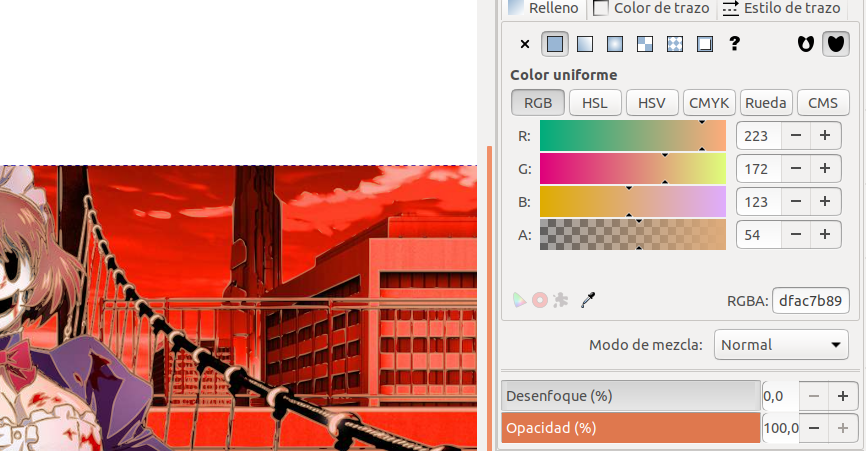 Relleno Color de trazo Estilo de trazo
?
Color uniforme
RGB HSL HSV CMYK Rueda CMS
R: 223 − +
G: 172 − +
B: 123 − +
A: 54 − +
RGBA: dfac7b89
Modo de mezcla: Normal
Desenfoque (%) 0,0 − +
Opacidad (%) 100,0 − +